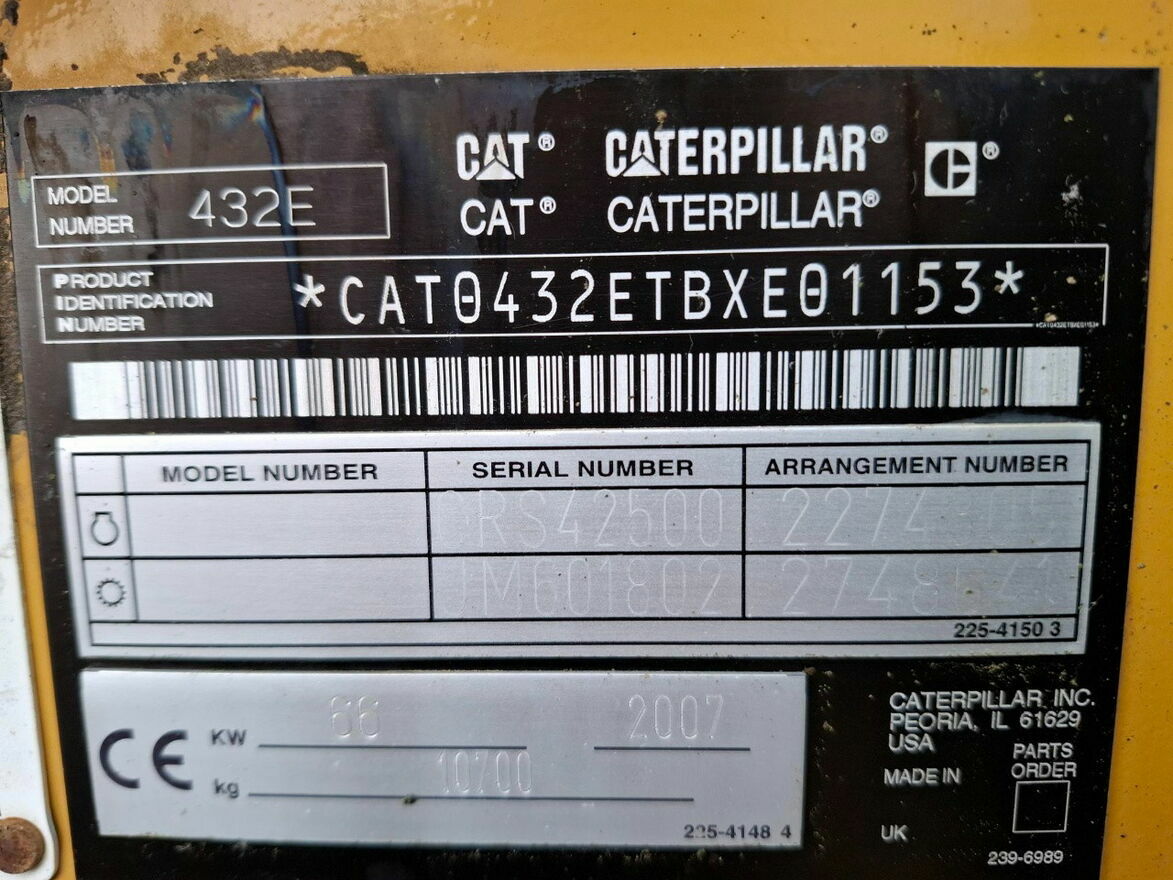 CAT® CATERPILLAR® ®
CAT® CATERPILLAR®
MODEL
NUMBER 432E
PRODUCT
IDENTIFICATION
NUMBER
*CAT0432ETBXE01153*
*CAT0432ETBXE01153*
MODEL NUMBER SERIAL NUMBER ARRANGEMENT NUMBER
225-4150 3
CE KW 66 2007
kg 10700
225-4148 4
CATERPILLAR INC.
PEORIA, IL 61629
USA
MADE IN
UK
PARTS
ORDER
239-6989